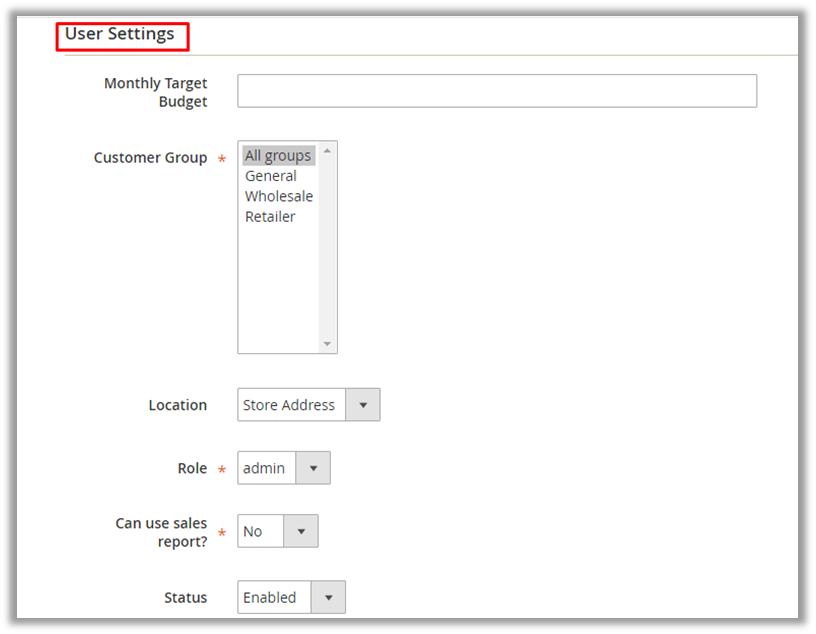 User Settings
Monthly Target
Budget
Customer Group *
All groups
General
Wholesale
Retailer
Location
Store Address
Role *
admin
Can use sales
report? *
No
Status
Enabled